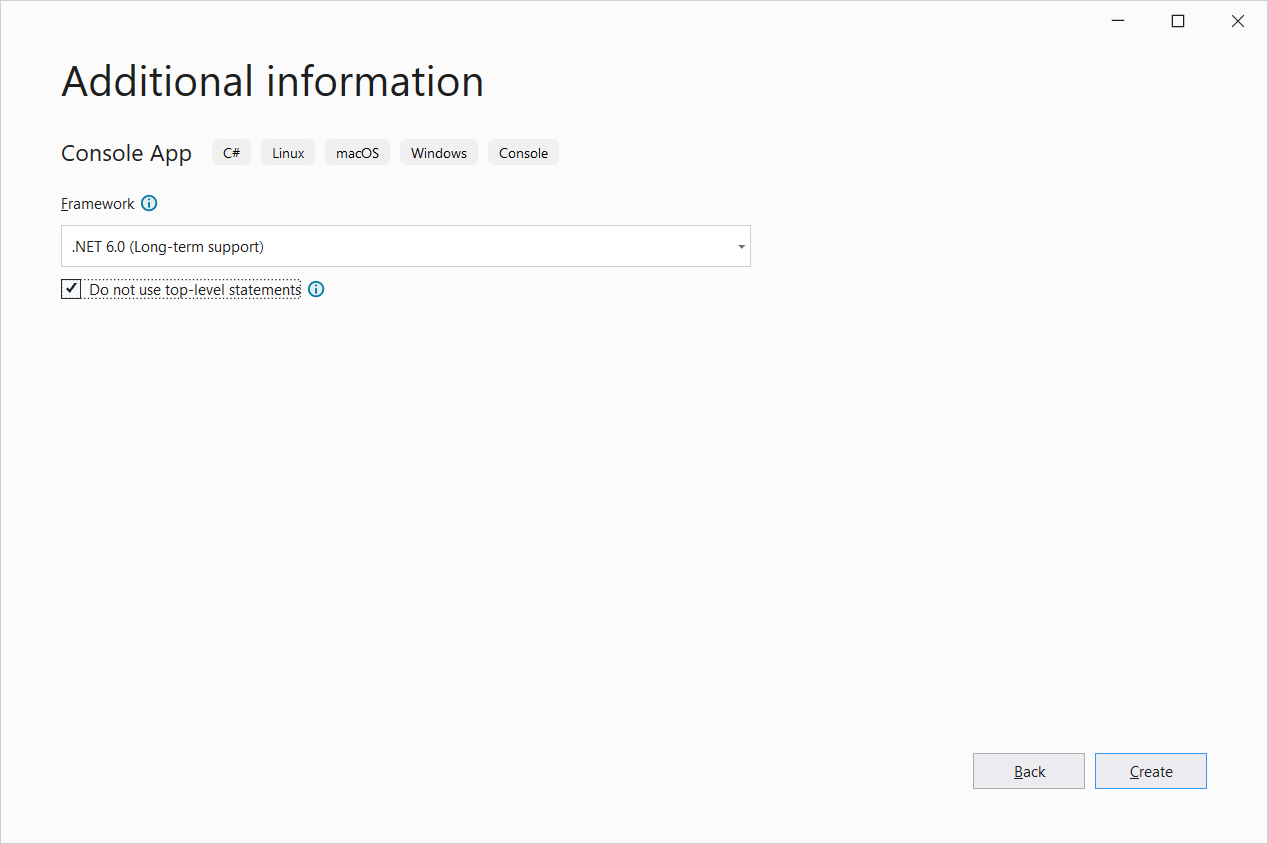 Additional information
Console App C# Linux macOS Windows Console
Framework
.NET 6.0 (Long-term support)
Do not use top-level statements
Back Create